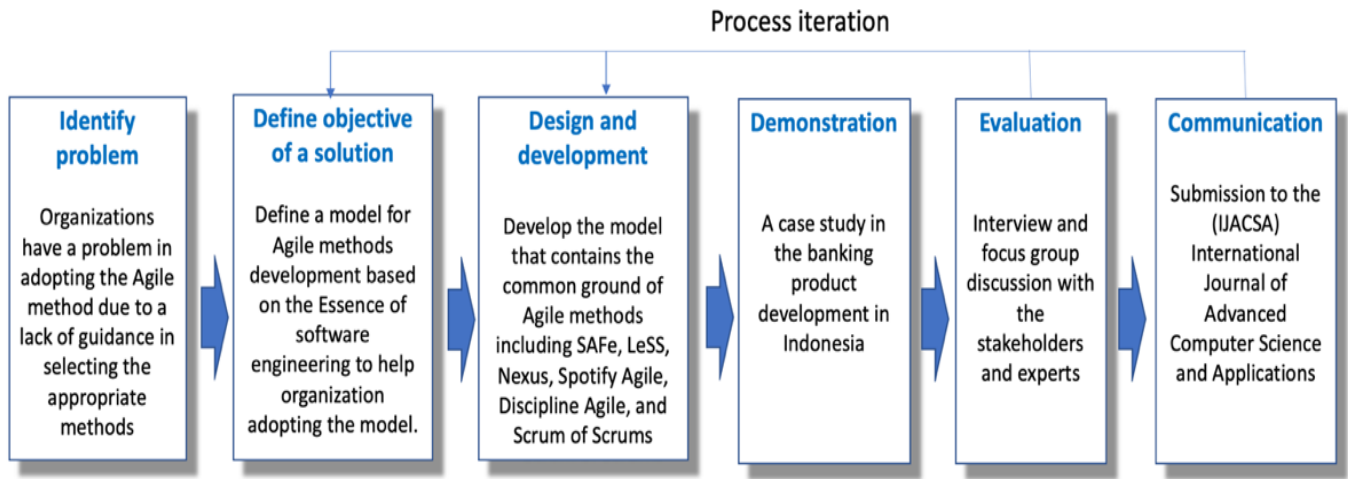 Process iteration
Identify
problem
Organizations
have a problem in
adopting the Agile
method due to a
lack of guidance in
selecting the
appropriate
methods
Define objective
of a solution
Define a model for
Agile methods
development based
on the Essence of
software
engineering to help
organization
adopting the model.
Design and
development
Develop the model
that contains the
common ground of
Agile methods
including SAFe, LeSS,
Nexus, Spotify Agile,
Discipline Agile, and
Scrum of Scrums
Demonstration
A case study in
the banking
product
development in
Indonesia
Evaluation
Interview and
focus group
discussion with
the
stakeholders
and experts
Communication
Submission to the
(IJACSA)
International
Journal of
Advanced
Computer Science
and Applications